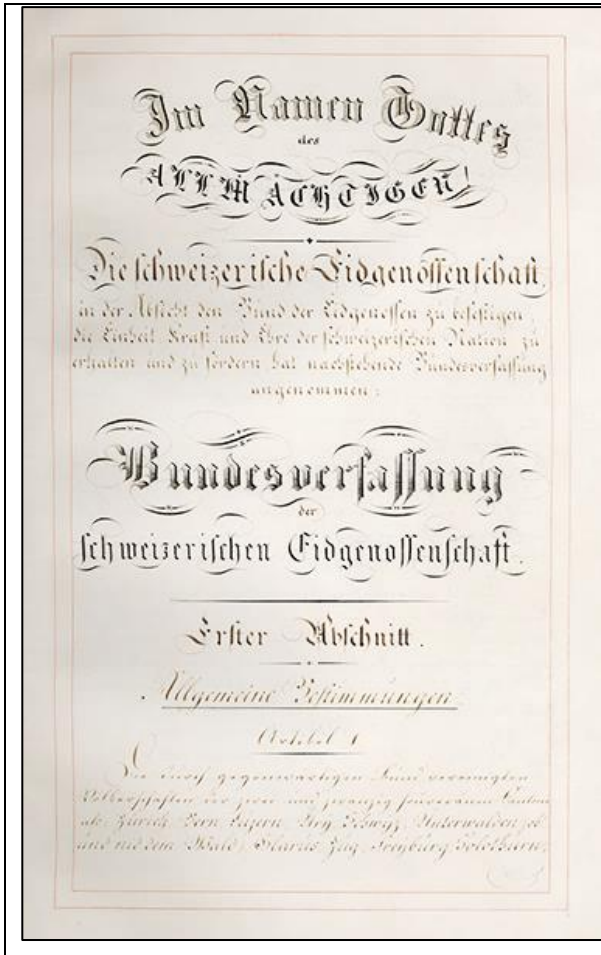 Im Namen Gottes
des
ALLMÄCHTIGEN!
Die schweizerische Eidgenossenschaft,
in der Absicht den Bund der Eidgenossen zu befestigen,
die Einheit Kraft und Ehre der schweizerischen Nation zu
erhalten und zu fördern, hat nachstehende Bundesverfassung
angenommen:
Bundesverfassung
der
schweizerischen Eidgenossenschaft.
Erster Abschnitt.
Allgemeine Bestimmungen.
Artikel 1
Die durch gegenwärtigen Bund vereinigten
Völkerschaften der zwei und zwanzig souveränen Kantone
als: Zürich, Bern, Luzern, Ury, Schwyz, Unterwalden, ob
und nid dem Wald, Glarus, Zug, Freyburg, Solothurn,